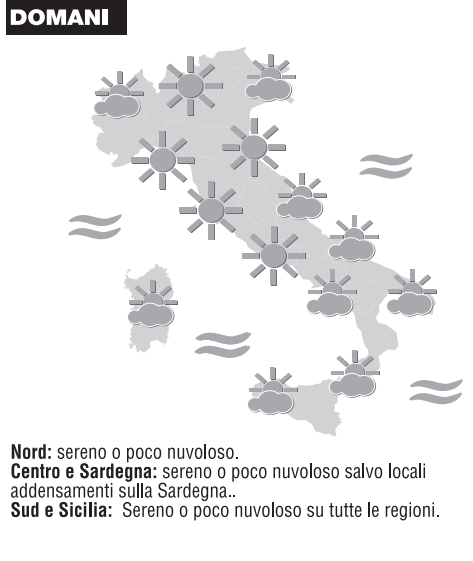 DOMANI
Nord: sereno o poco nuvoloso.
Centro e Sardegna: sereno o poco nuvoloso salvo locali
addensamenti sulla Sardegna..
Sud e Sicilia: Sereno o poco nuvoloso su tutte le regioni.